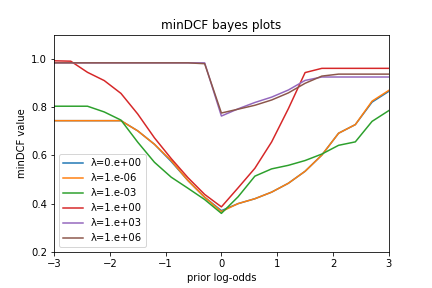 minDCF bayes plots
minDCF value
1.0
0.8
0.6
0.4
0.2
λ=0.e+00
λ=1.e-06
λ=1.e-03
λ=1.e+00
λ=1.e+03
λ=1.e+06
−3
−2
−1
0
1
2
3
prior log-odds